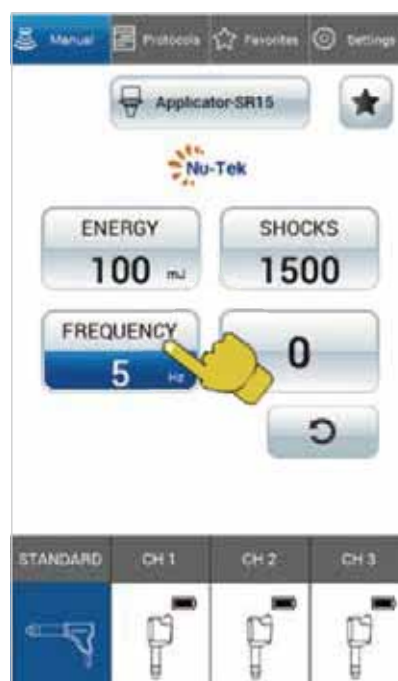 Manual Protocols Favorites Settings
Applicator-SR15
Nu-Tek
ENERGY SHOCKS
100 mJ 1500
FREQUENCY
5 Hz 0
STANDARD CH 1 CH 2 CH 3